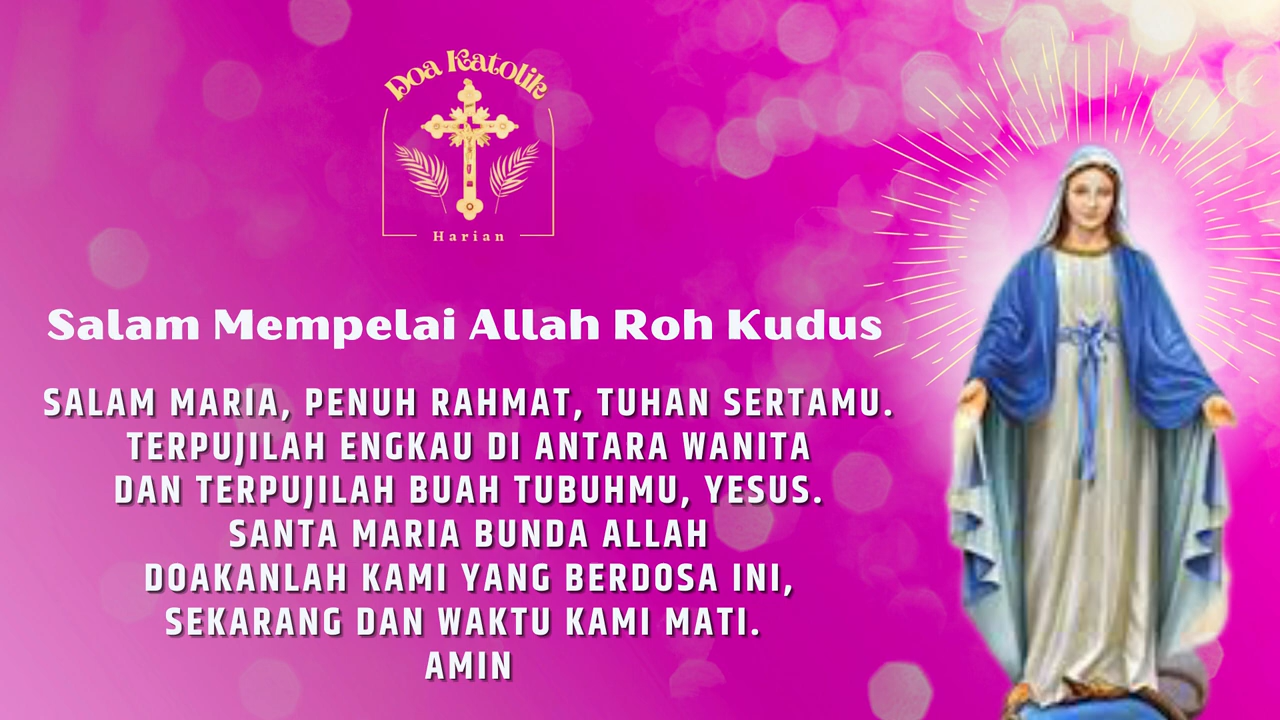 Doa Katolik
Harian
Salam Mempelai Allah Roh Kudus
SALAM MARIA, PENUH RAHMAT, TUHAN SERTAMU.
TERPUJILAH ENGKAU DI ANTARA WANITA
DAN TERPUJILAH BUAH TUBUHMU, YESUS.
SANTA MARIA BUNDA ALLAH
DOAKANLAH KAMI YANG BERDOSA INI,
SEKARANG DAN WAKTU KAMI MATI.
AMIN